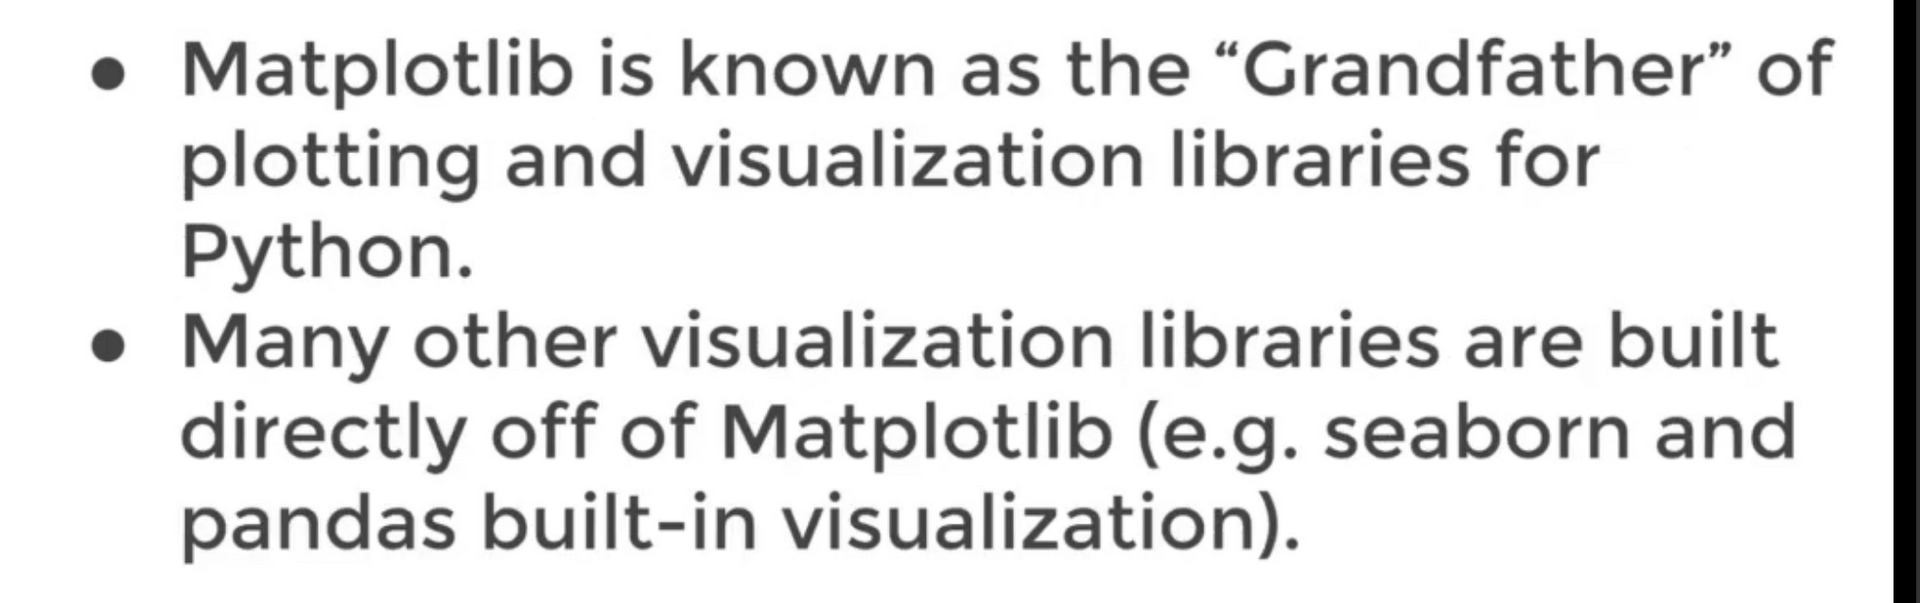 ● Matplotlib is known as the “Grandfather” of
plotting and visualization libraries for
Python.
● Many other visualization libraries are built
directly off of Matplotlib (e.g. seaborn and
pandas built-in visualization).